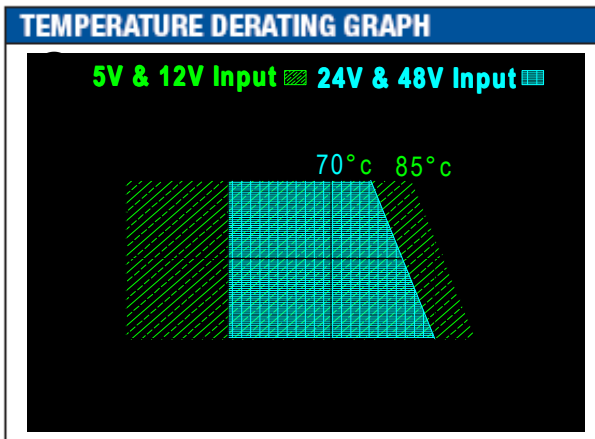 TEMPERATURE DERATING GRAPH
5V & 12V Input 24V & 48V Input
70°c 85°c